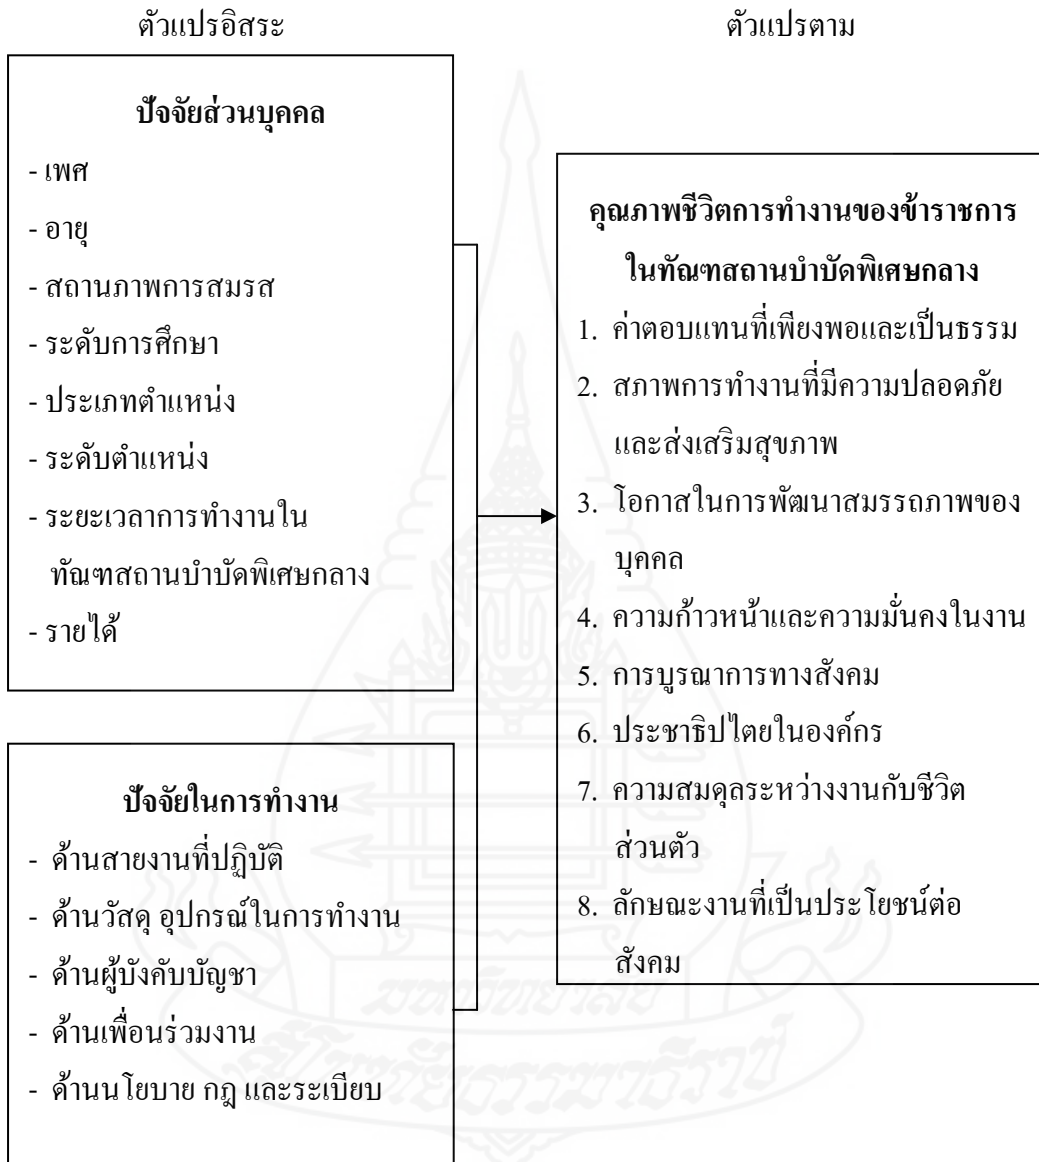 ตัวแปรอิสระ
ปัจจัยส่วนบุคคล
- เพศ
- อายุ
- สถานภาพการสมรส
- ระดับการศึกษา
- ประเภทตำแหน่ง
- ระดับตำแหน่ง
- ระยะเวลาการทำงานใน
ทัณฑสถานบำบัดพิเศษกลาง
- รายได้
ปัจจัยในการทำงาน
- ด้านสายงานที่ปฏิบัติ
- ด้านวัสดุ อุปกรณ์ในการทำงาน
- ด้านผู้บังคับบัญชา
- ด้านเพื่อนร่วมงาน
- ด้านนโยบาย กฎ และระเบียบ
ตัวแปรตาม
คุณภาพชีวิตการทำงานของข้าราชการ
ในทัณฑสถานบำบัดพิเศษกลาง
1. ค่าตอบแทนที่เพียงพอและเป็นธรรม
2. สภาพการทำงานที่มีความปลอดภัย
และส่งเสริมสุขภาพ
3. โอกาสในการพัฒนาสมรรถภาพของ
บุคคล
4. ความก้าวหน้าและความมั่นคงในงาน
5. การบูรณาการทางสังคม
6. ประชาธิปไตยในองค์กร
7. ความสมดุลระหว่างงานกับชีวิต
ส่วนตัว
8. ลักษณะงานที่เป็นประโยชน์ต่อ
สังคม
มหาวิทยาลัย
สุโขทัยธรรมาธิราช